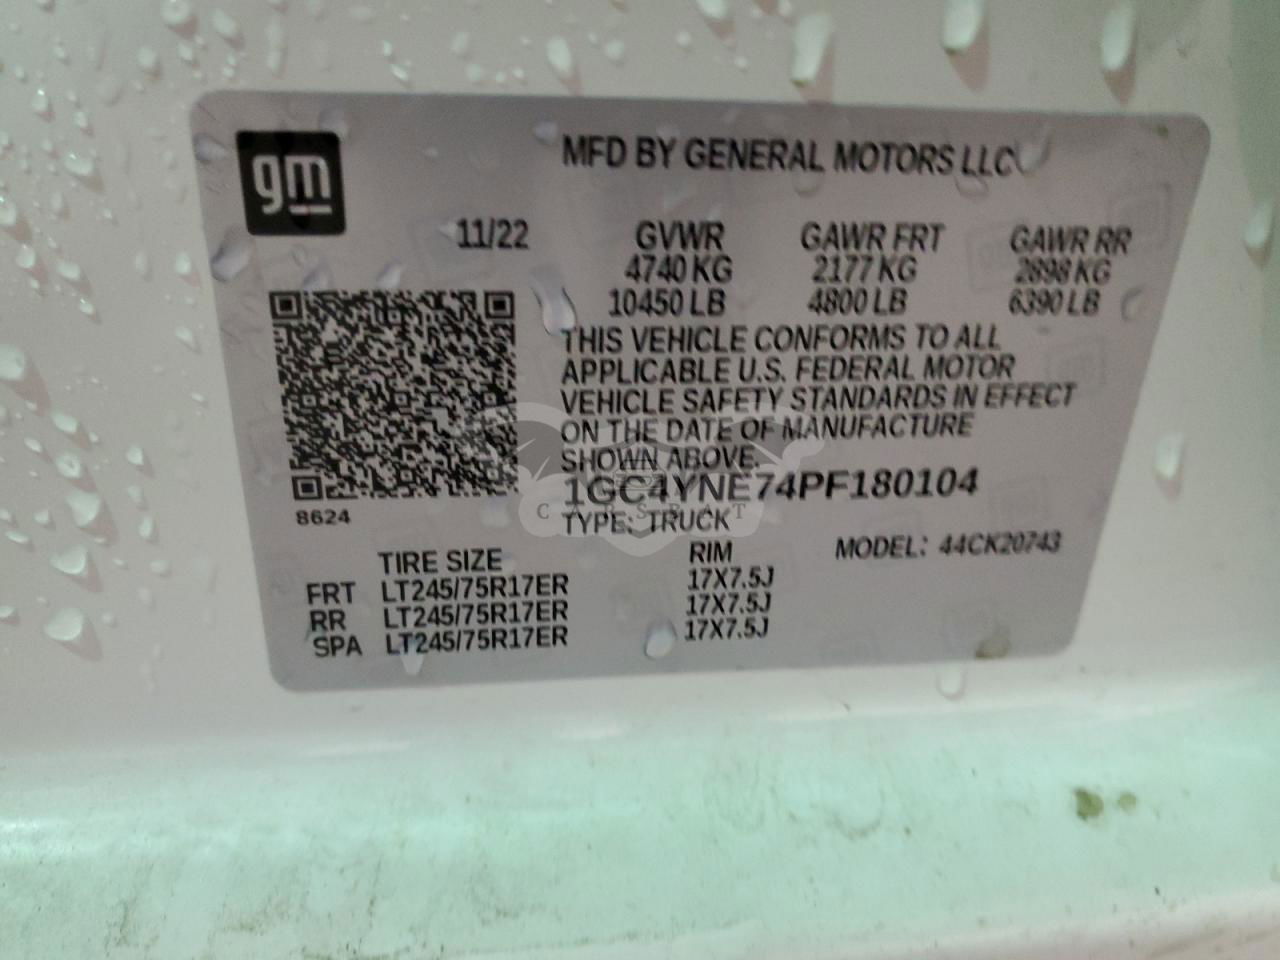 gm
MFD BY GENERAL MOTORS LLC
11/22 GVWR GAWR FRT GAWR RR
4740 KG 2177 KG 2898 KG
10450 LB 4800 LB 6390 LB
THIS VEHICLE CONFORMS TO ALL
APPLICABLE U.S. FEDERAL MOTOR
VEHICLE SAFETY STANDARDS IN EFFECT
ON THE DATE OF MANUFACTURE
SHOWN ABOVE.
1GC4YNE74PF180104
CARSBAT
8624
TYPE: TRUCK
MODEL: 44CK20743
TIRE SIZE RIM
FRT LT245/75R17ER 17X7.5J
RR LT245/75R17ER 17X7.5J
SPA LT245/75R17ER 17X7.5J